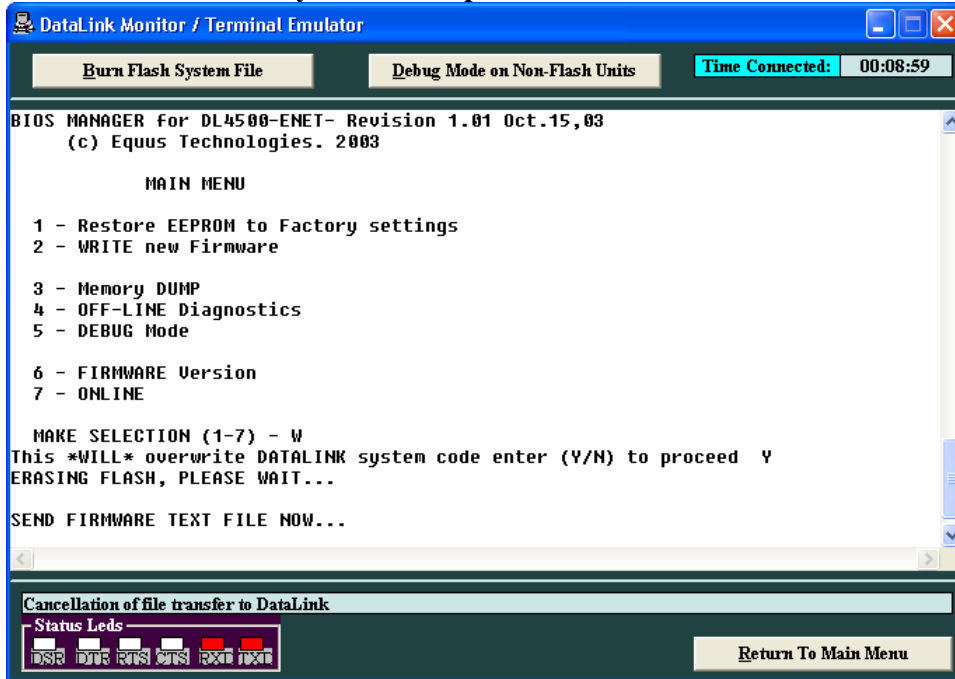 DataLink Monitor / Terminal Emulator
Burn Flash System File
Debug Mode on Non-Flash Units
Time Connected: 00:08:59
BIOS MANAGER for DL4500-ENET- Revision 1.01 Oct.15,03
(c) Equus Technologies. 2003
MAIN MENU
1 - Restore EEPROM to Factory settings
2 - WRITE new Firmware
3 - Memory DUMP
4 - OFF-LINE Diagnostics
5 - DEBUG Mode
6 - FIRMWARE Version
7 - ONLINE
MAKE SELECTION (1-7) - W
This *WILL* overwrite DATALINK system code enter (Y/N) to proceed Y
ERASING FLASH, PLEASE WAIT...
SEND FIRMWARE TEXT FILE NOW...
Cancellation of file transfer to DataLink
Status Leds
DSR DTR RTS CTS RXD TXD
Return To Main Menu